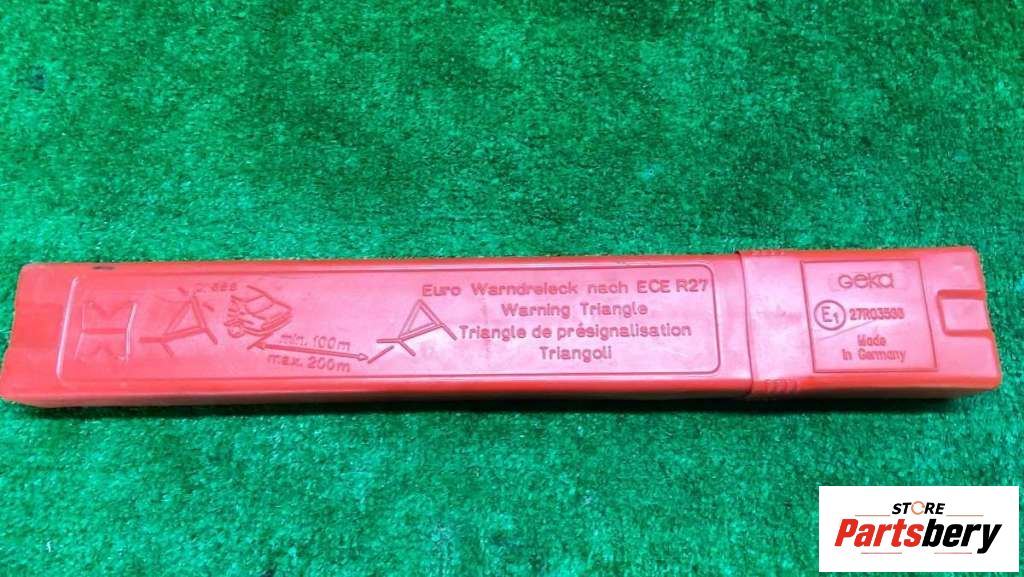 min. 100m
max. 200m
Euro Warndreieck nach ECE R27
Warning Triangle
Triangle de présignalisation
Triangoli
GeKa
E1
Made
In Germany
STORE
Partsbery